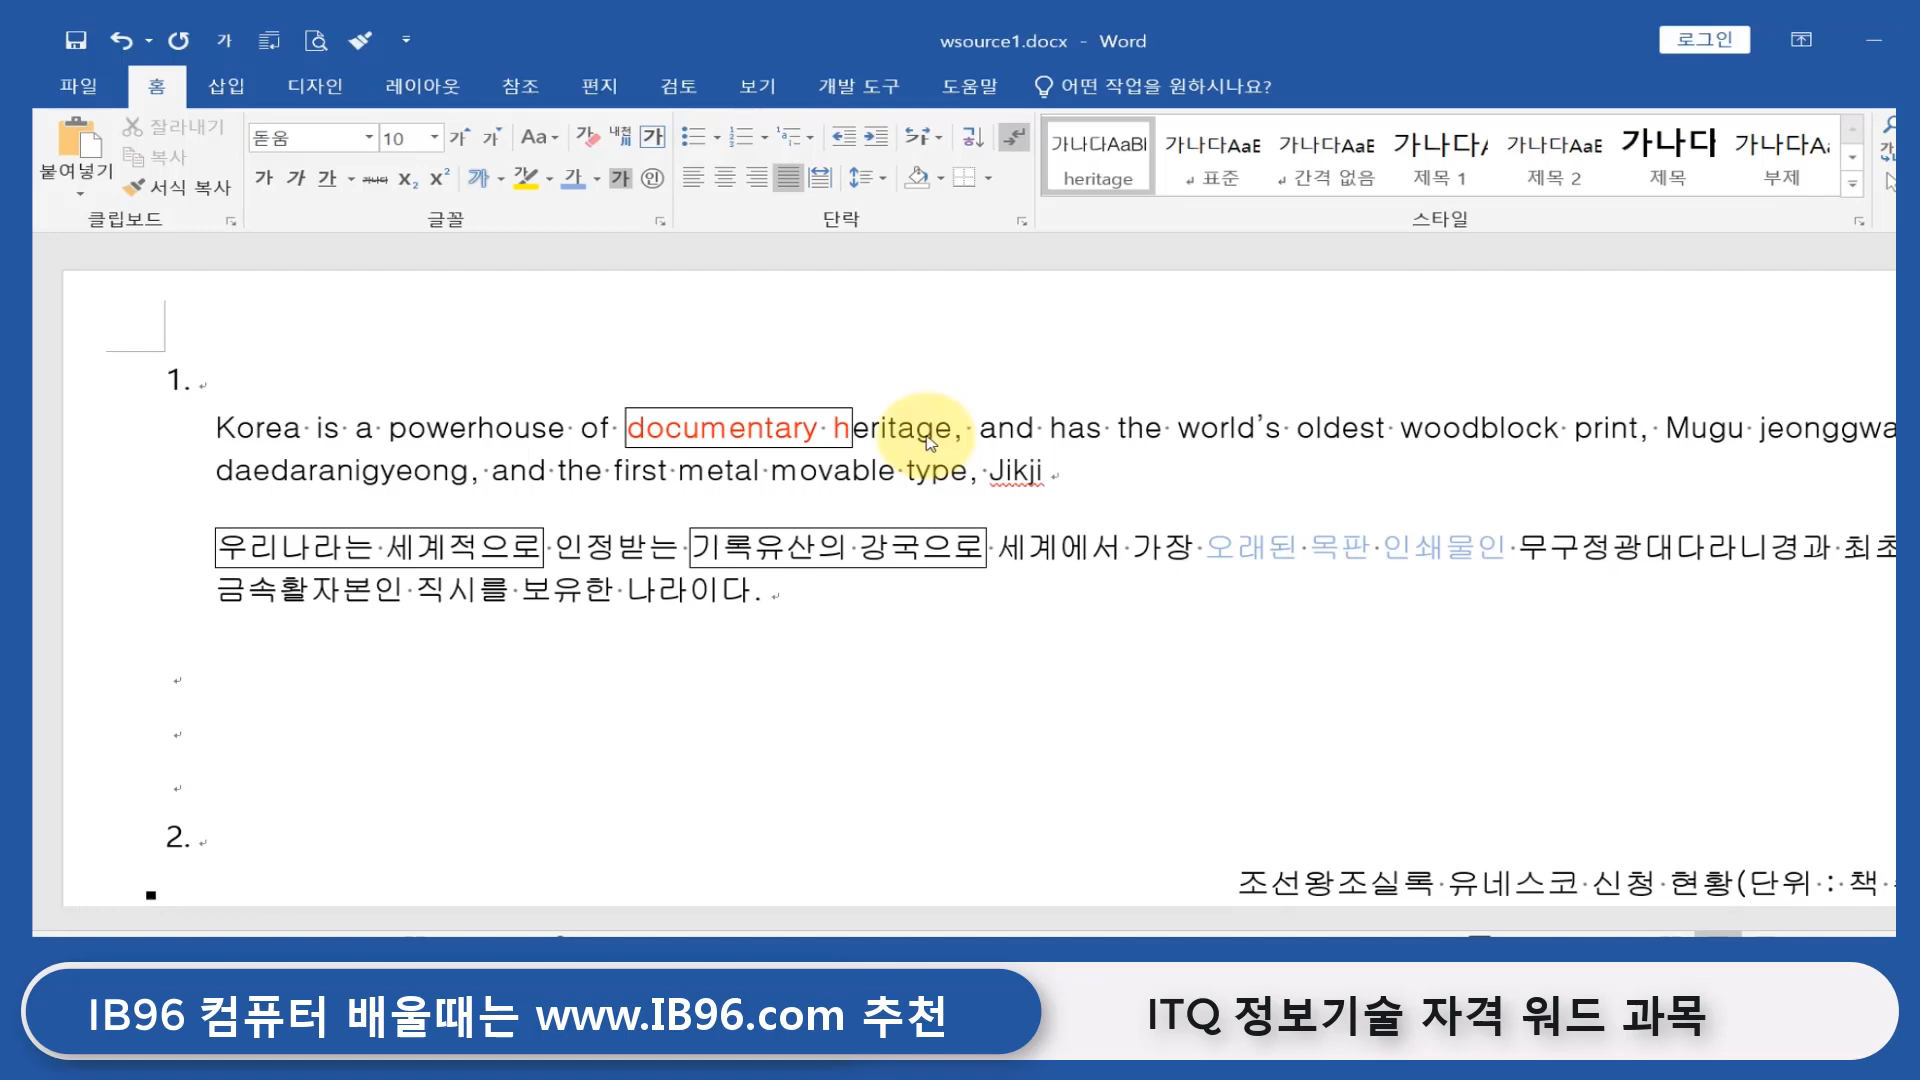 wsource1.docx - Word
로그인
파일 홈 삽입 디자인 레이아웃 참조 편지 검토 보기 개발 도구 도움말 어떤 작업을 원하시나요?
붙여넣기
잘라내기
복사
서식 복사
클립보드
돋움 10
글꼴
단락
가나다AaBl
heritage
가나다AaE
표준
가나다AaE
간격 없음
가나다
제목 1
가나다AaE
제목 2
가나다
제목
가나다A
부제
스타일
1.
Korea is a powerhouse of documentary heritage, and has the world's oldest woodblock print, Mugu jeonggwa
daedaranigyeong, and the first metal movable type, Jikji
우리나라는 세계적으로 인정받는 기록유산의 강국으로 세계에서 가장 오래된 목판 인쇄물인 무구정광대다라니경과 최초
금속활자본인 직시를 보유한 나라이다.
2.
조선왕조실록 유네스코 신청 현황(단위 : 책
IB96 컴퓨터 배울때는 www.IB96.com 추천
ITQ 정보기술 자격 워드 과목